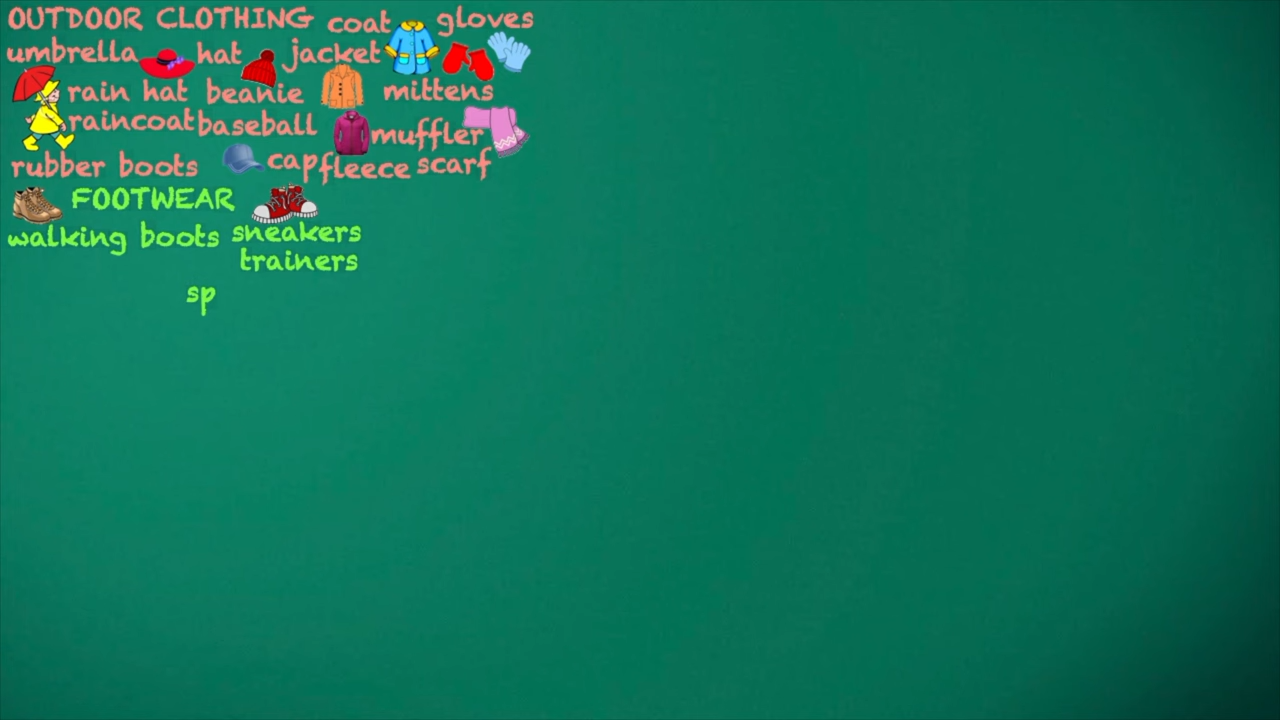 OUTDOOR CLOTHING coat gloves
umbrella hat jacket
rain hat beanie mittens
raincoat baseball muffler
rubber boots cap fleece scarf
FOOTWEAR
walking boots sneakers
trainers
sp